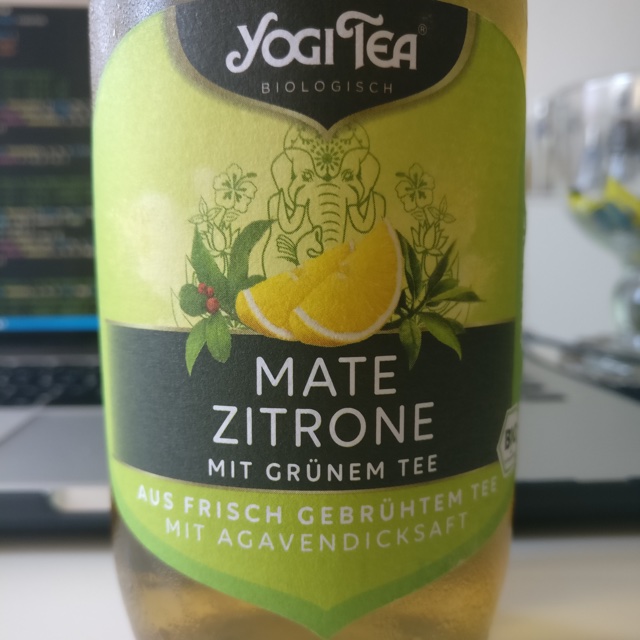 YOGI TEA®
BIOLOGISCH
MATE
ZITRONE
MIT GRÜNEM TEE
AUS FRISCH GEBRÜHTEM TEE
MIT AGAVENDICKSAFT